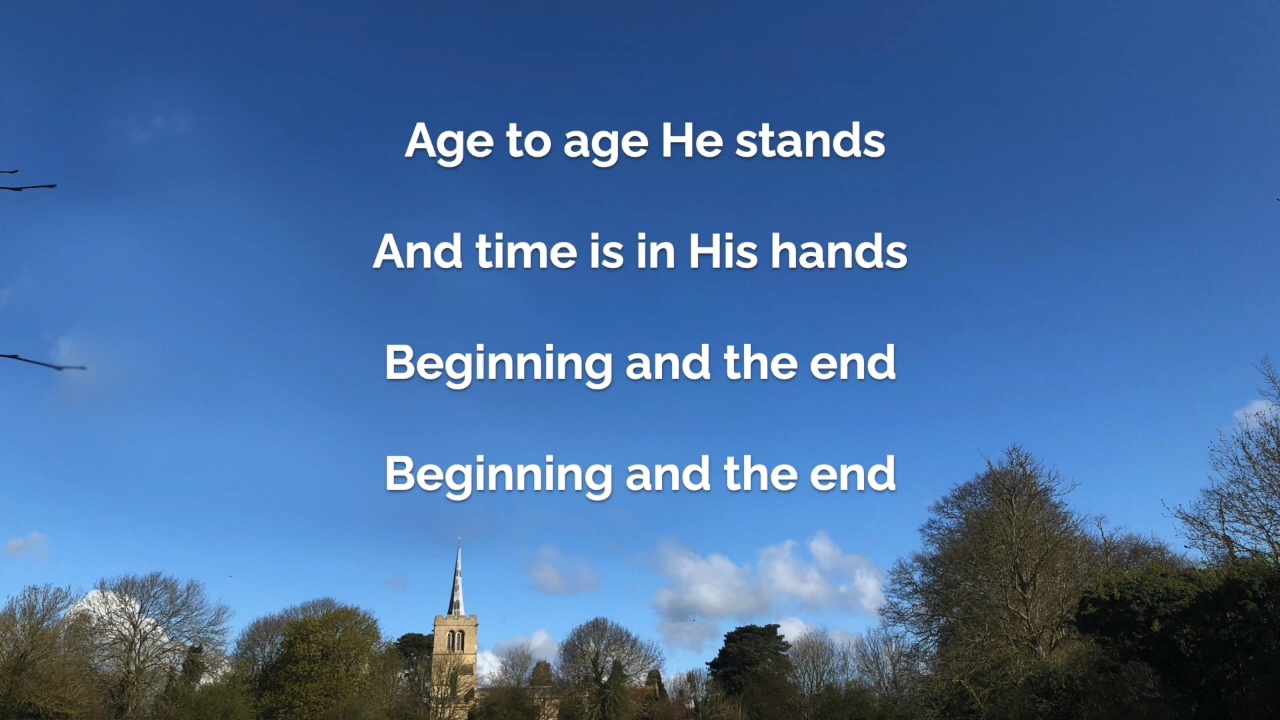 Age to age He stands
And time is in His hands
Beginning and the end
Beginning and the end